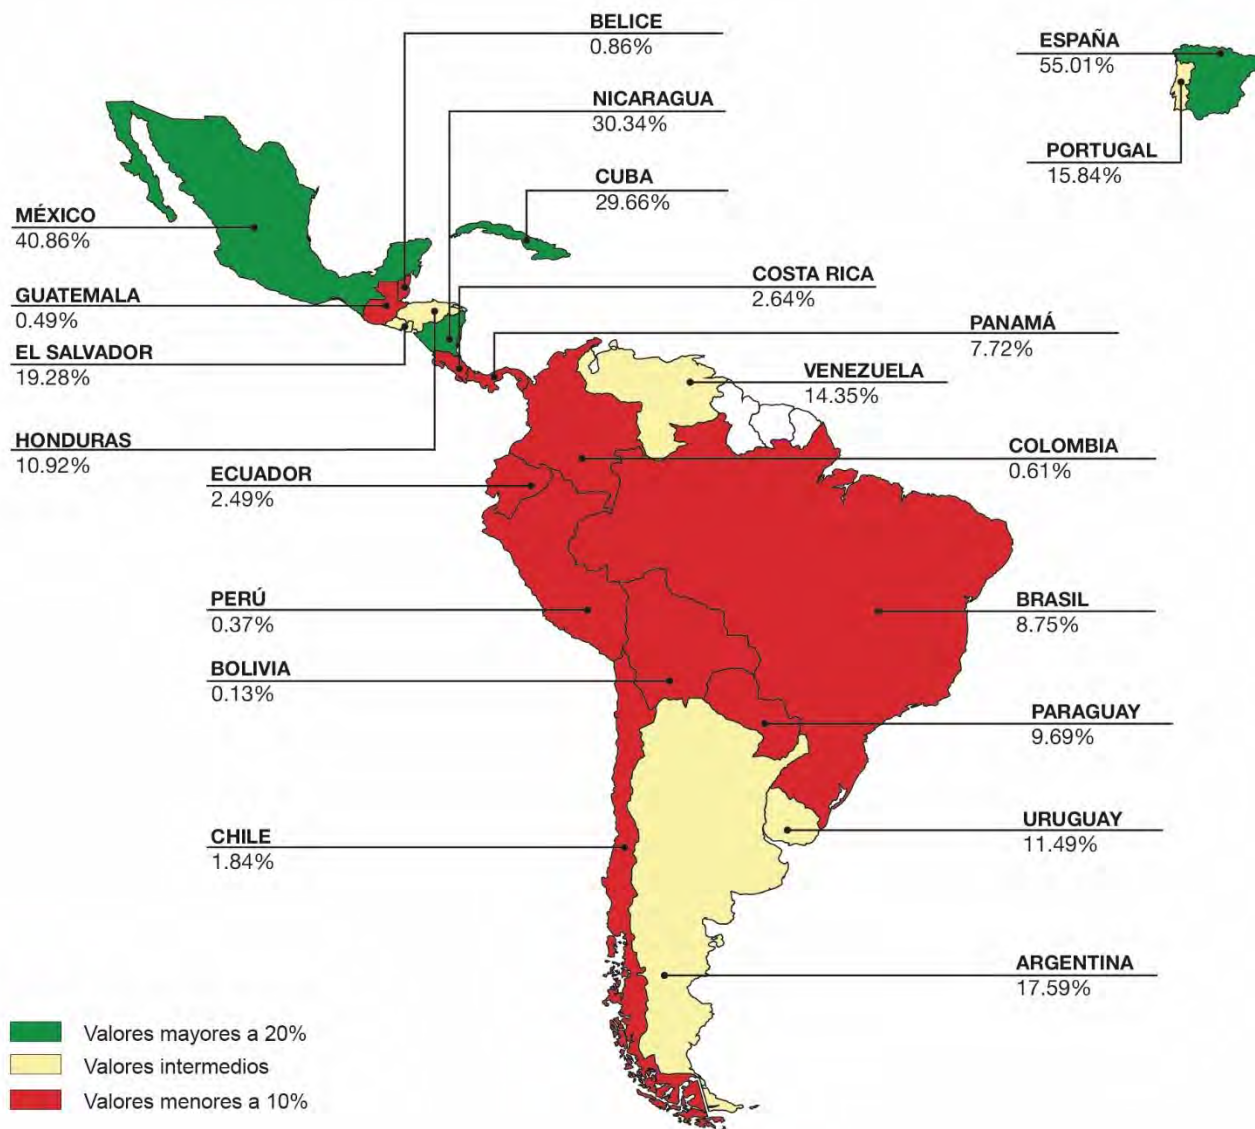 BELICE
0.86%
ESPAÑA
55.01%
NICARAGUA
30.34%
PORTUGAL
15.84%
CUBA
29.66%
MÉXICO
40.86%
COSTA RICA
2.64%
GUATEMALA
0.49%
PANAMÁ
7.72%
EL SALVADOR
19.28%
VENEZUELA
14.35%
HONDURAS
10.92%
COLOMBIA
0.61%
ECUADOR
2.49%
PERÚ
0.37%
BRASIL
8.75%
BOLIVIA
0.13%
PARAGUAY
9.69%
URUGUAY
11.49%
CHILE
1.84%
ARGENTINA
17.59%
Valores mayores a 20%
Valores intermedios
Valores menores a 10%